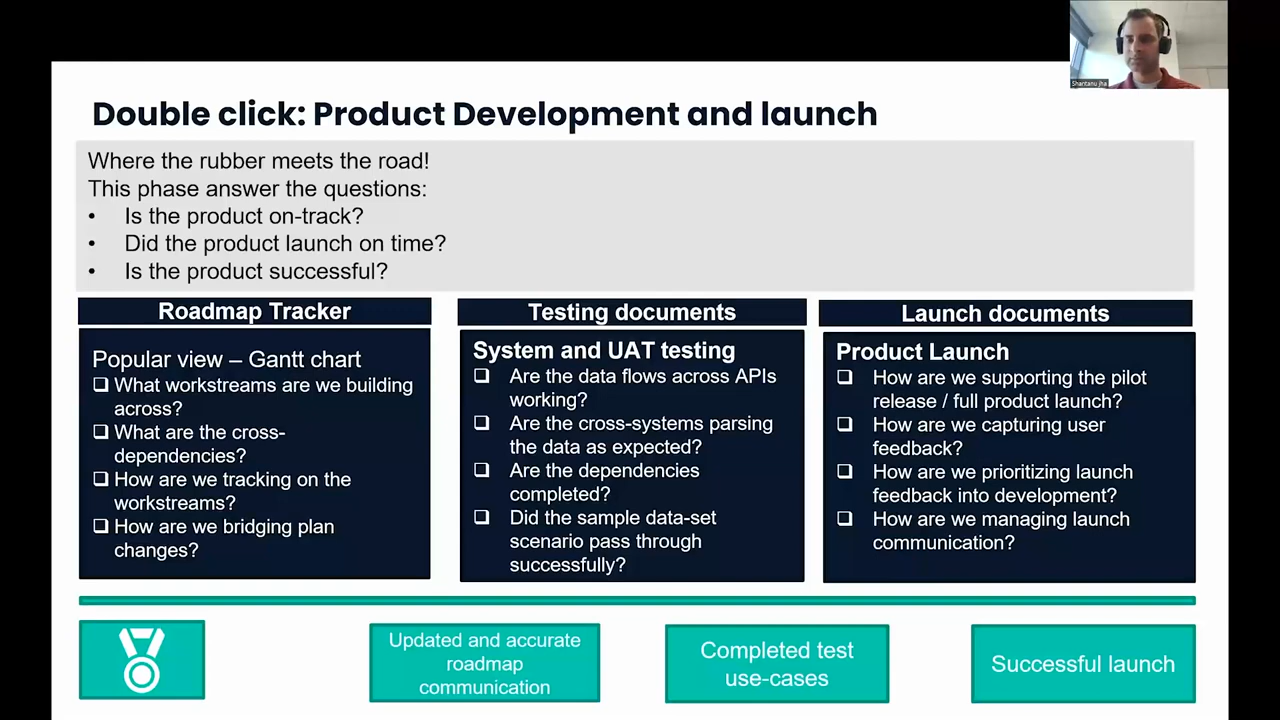 Shantanu jha
Double click: Product Development and launch
Where the rubber meets the road!
This phase answer the questions:
• Is the product on-track?
• Did the product launch on time?
• Is the product successful?
Roadmap Tracker
Popular view – Gantt chart
❑ What workstreams are we building
across?
❑ What are the cross-
dependencies?
❑ How are we tracking on the
workstreams?
❑ How are we bridging plan
changes?
Testing documents
System and UAT testing
❑ Are the data flows across APIs
working?
❑ Are the cross-systems parsing
the data as expected?
❑ Are the dependencies
completed?
❑ Did the sample data-set
scenario pass through
successfully?
Launch documents
Product Launch
❑ How are we supporting the pilot
release / full product launch?
❑ How are we capturing user
feedback?
❑ How are we prioritizing launch
feedback into development?
❑ How are we managing launch
communication?
Updated and accurate
roadmap
communication
Completed test
use-cases
Successful launch